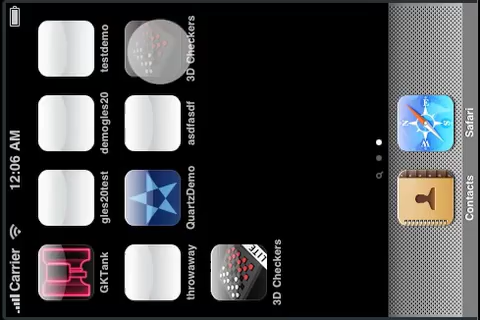 Carrier 12:06 AM
GKTank gles20test demogles20 testdemo
throwaway QuartzDemo asdfasdf 3D Checkers
LITE
3D Checkers
Contacts Safari